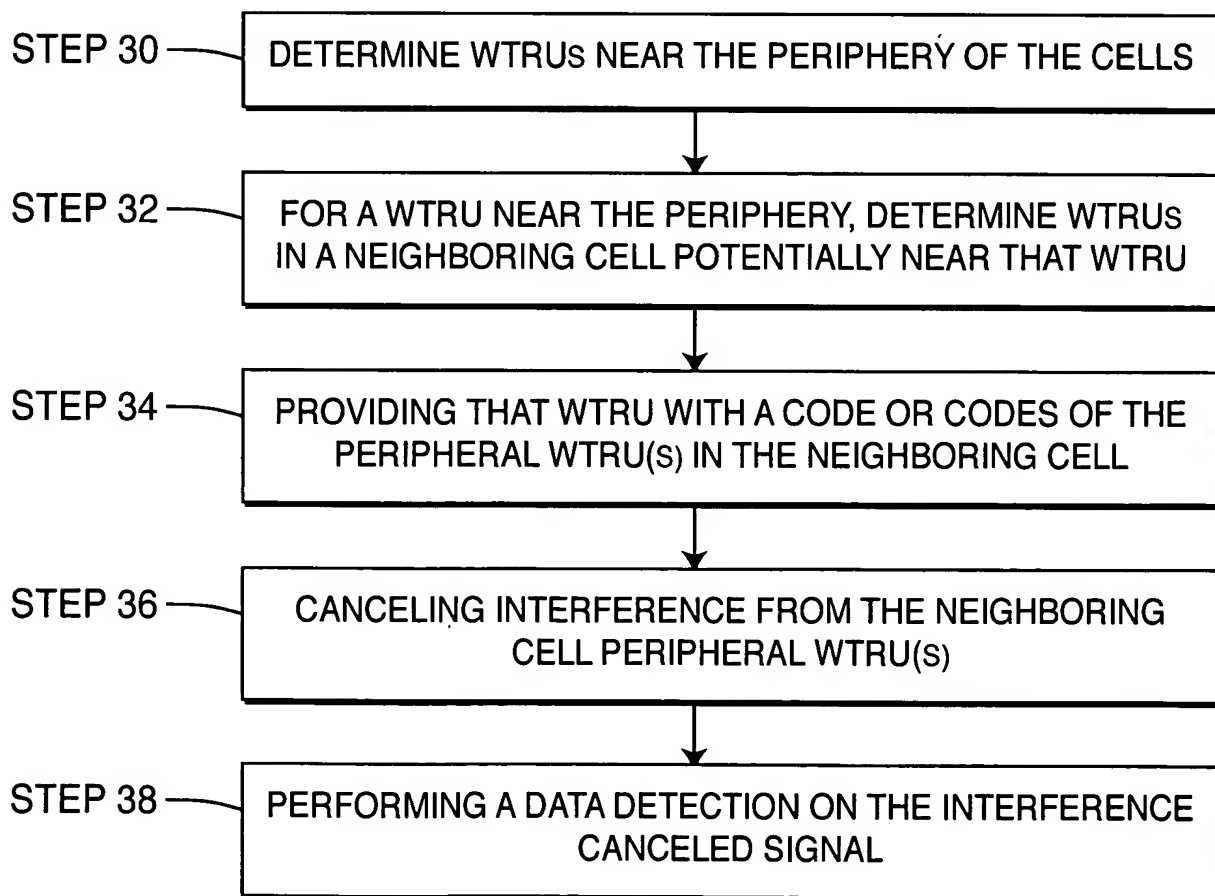 STEP 30
DETERMINE WTRUs NEAR THE PERIPHERY OF THE CELLS
STEP 32
FOR A WTRU NEAR THE PERIPHERY, DETERMINE WTRUs
IN A NEIGHBORING CELL POTENTIALLY NEAR THAT WTRU
STEP 34
PROVIDING THAT WTRU WITH A CODE OR CODES OF THE
PERIPHERAL WTRU(S) IN THE NEIGHBORING CELL
STEP 36
CANCELING INTERFERENCE FROM THE NEIGHBORING
CELL PERIPHERAL WTRU(S)
STEP 38
PERFORMING A DATA DETECTION ON THE INTERFERENCE
CANCELED SIGNAL